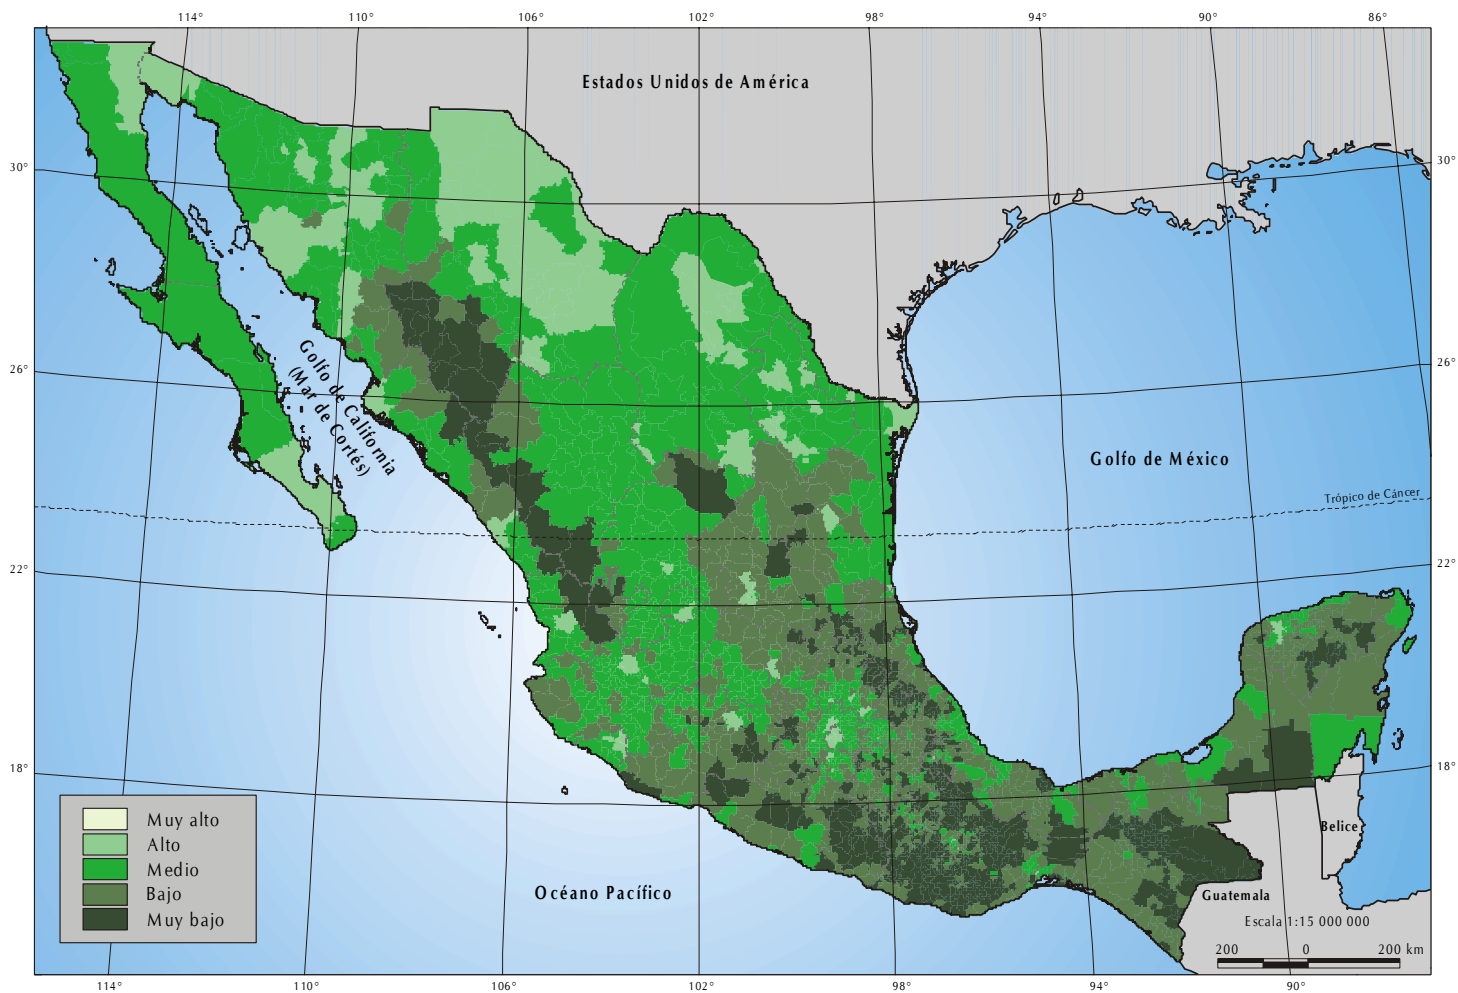 114°
110°
106°
102°
98°
94°
90°
86°
Estados Unidos de América
30°
30°
26°
26°
Golfo de California
(Mar de Cortés)
Golfo de México
Trópico de Cáncer
22°
22°
18°
18°
Muy alto
Alto
Medio
Bajo
Muy bajo
Belice
Océano Pacífico
Guatemala
Escala 1:15 000 000
200 0 200 km
114°
110°
106°
102°
98°
94°
90°